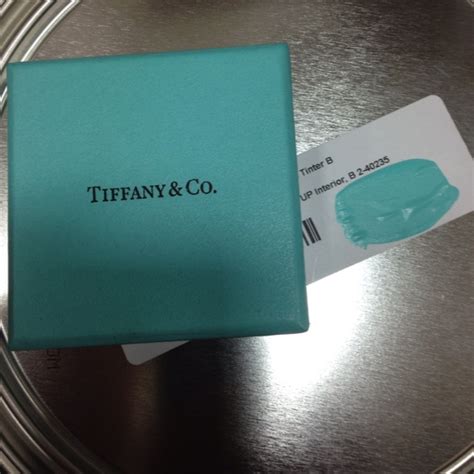 TIFFANY & CO.
Tinter B
UP interior, B 2-40235